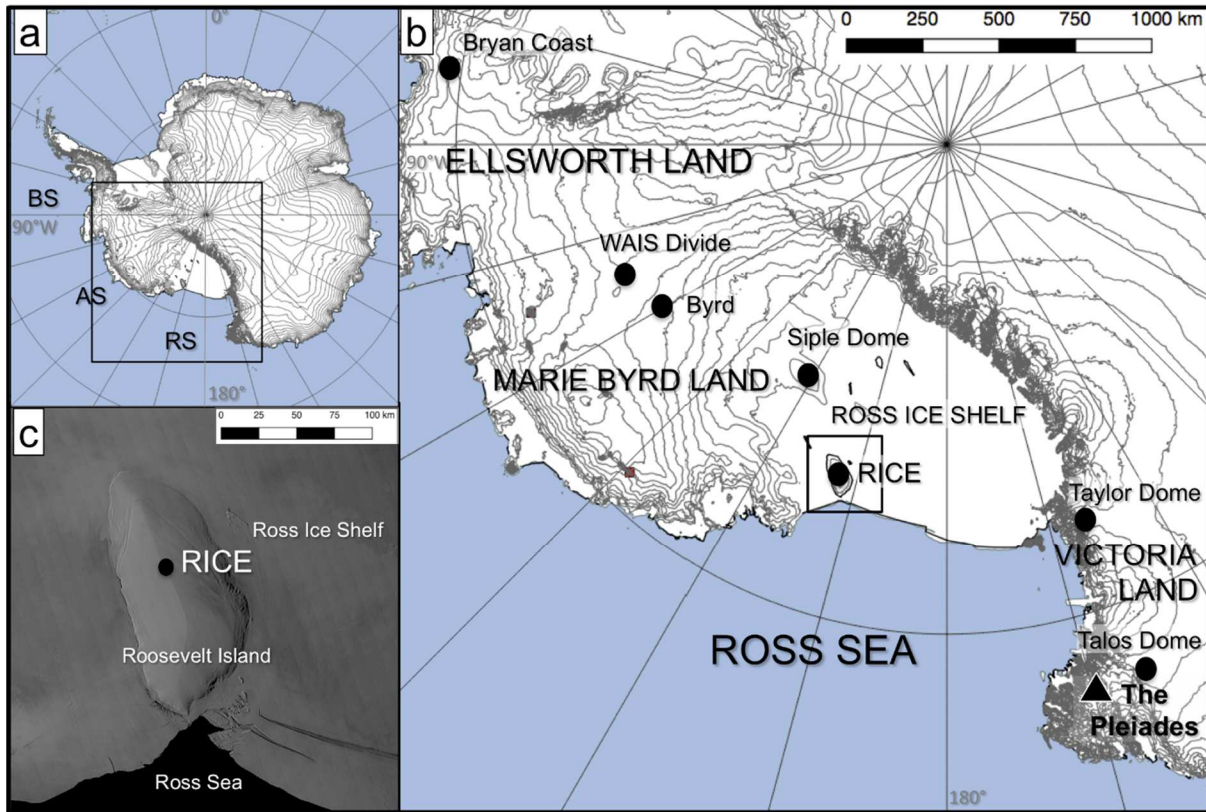 a
0°
BS
90°W
AS
RS
180°
b
0 250 500 750 1000 km
Bryan Coast
90°W
ELLSWORTH LAND
WAIS Divide
Byrd
Siple Dome
MARIE BYRD LAND
ROSS ICE SHELF
RICE
Taylor Dome
VICTORIA
LAND
ROSS SEA
Talos Dome
The
Pleiades
180°
c
0 25 50 75 100 km
Ross Ice Shelf
RICE
Roosevelt Island
Ross Sea